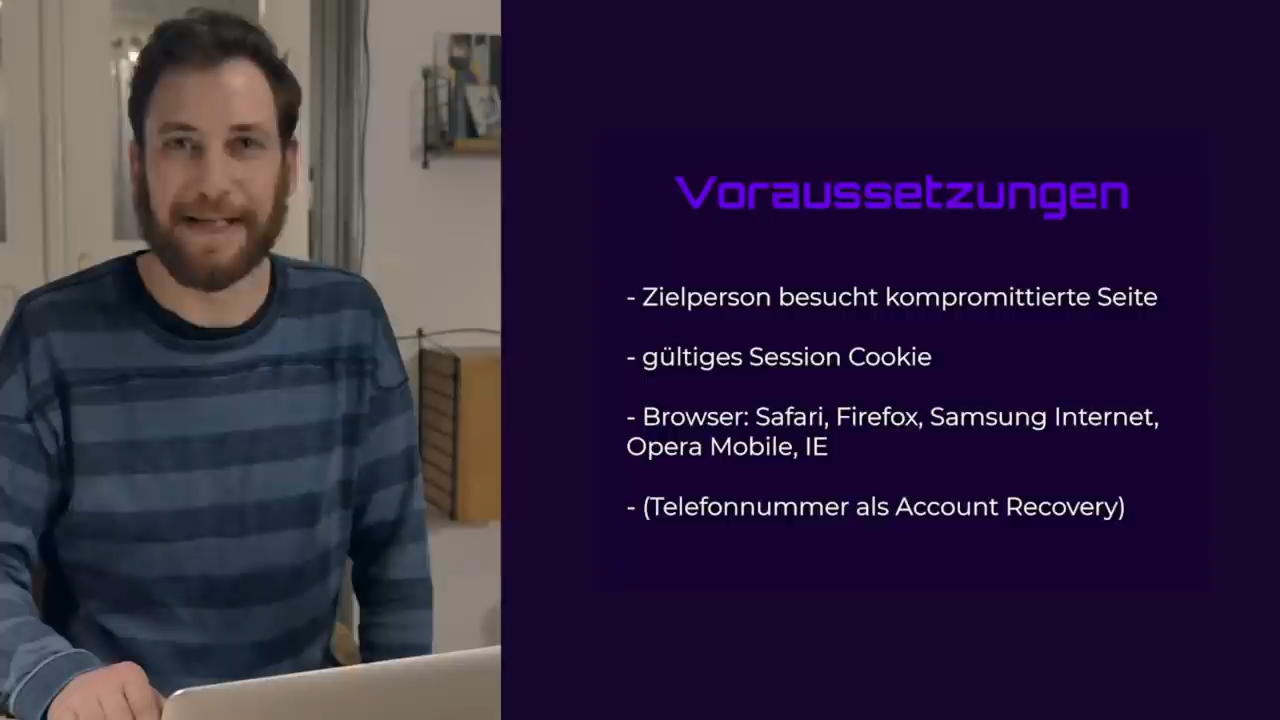 Voraussetzungen
- Zielperson besucht kompromittierte Seite
- gültiges Session Cookie
- Browser: Safari, Firefox, Samsung Internet,
Opera Mobile, IE
- (Telefonnummer als Account Recovery)